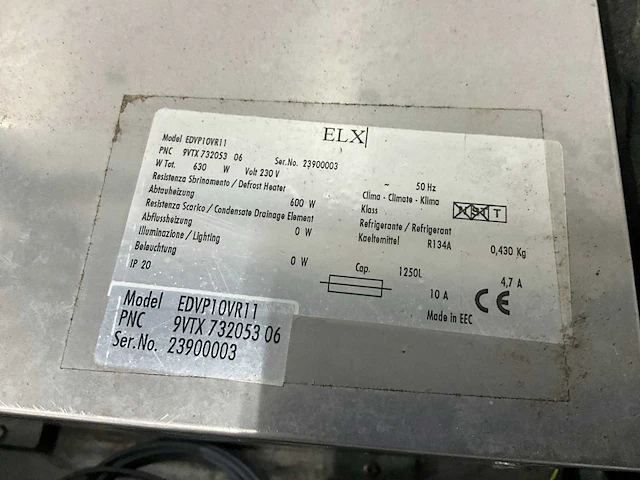 ELX
Model EDVP10VR11
PNC 9VTX 732053 06 Ser.No. 23900003
W Tot. 630 W Volt 230 V ~ 50 Hz
Resistenza Sbrinamento / Defrost Heater Clima - Climate - Klima
Abtauheizung 600 W Klass T
Resistenza Scarico / Condensate Drainage Element Refrigerante / Refrigerant
Abflussheizung 0 W Kaeltemittel R134A 0,430 Kg
Illuminazione / Lighting
Beleuchtung 0 W Cap. 1250L 4,7 A
IP 20 10 A CE
Made in EEC
Model EDVP10VR11
PNC 9VTX 732053 06
Ser.No. 23900003